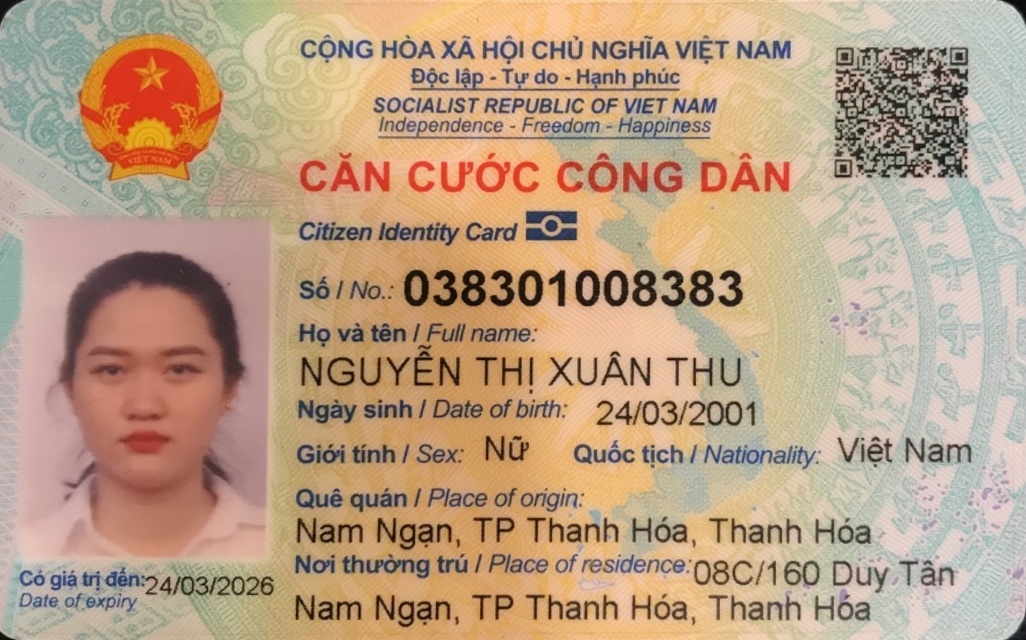 CỘNG HÒA XÃ HỘI CHỦ NGHĨA VIỆT NAM
Độc lập - Tự do - Hạnh phúc
SOCIALIST REPUBLIC OF VIET NAM
Independence - Freedom - Happiness
VIỆT NAM
CĂN CƯỚC CÔNG DÂN
Citizen Identity Card
Số / No.: 038301008383
Họ và tên / Full name:
NGUYỄN THỊ XUÂN THU
Ngày sinh / Date of birth: 24/03/2001
Giới tính / Sex: Nữ Quốc tịch / Nationality: Việt Nam
Quê quán / Place of origin:
Nam Ngạn, TP Thanh Hóa, Thanh Hóa
Nơi thường trú / Place of residence: 08C/160 Duy Tân
Nam Ngạn, TP Thanh Hóa, Thanh Hóa
Có giá trị đến: 24/03/2026
Date of expiry